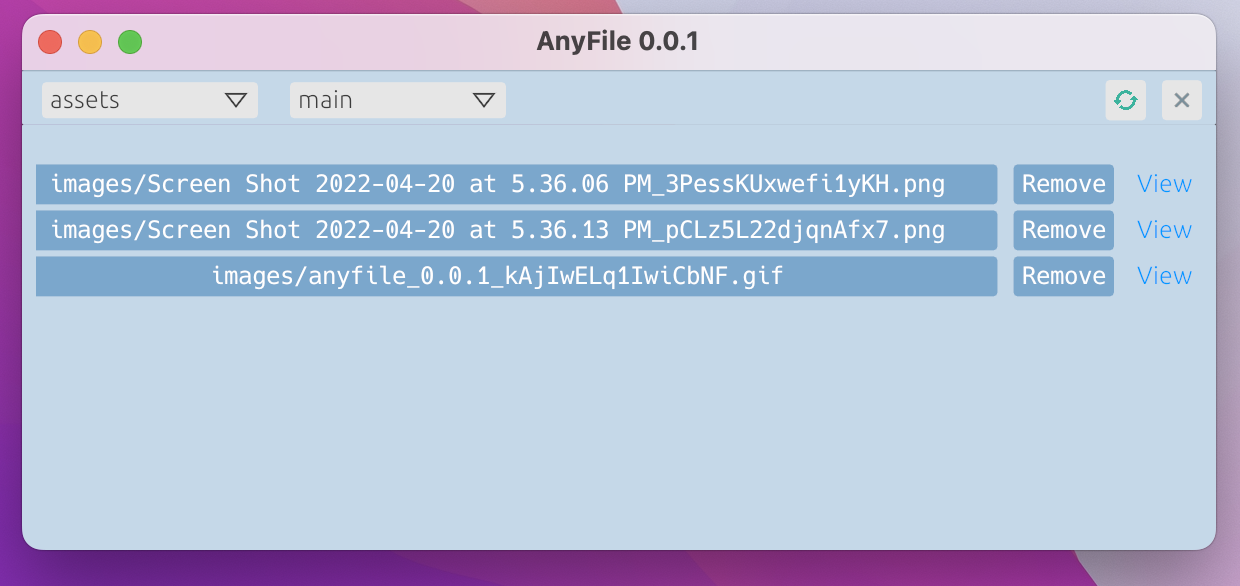 AnyFile 0.0.1
assets main
images/Screen Shot 2022-04-20 at 5.36.06 PM_3PessKUxwefi1yKH.png Remove View
images/Screen Shot 2022-04-20 at 5.36.13 PM_pCLz5L22djqnAfx7.png Remove View
images/anyfile_0.0.1_kAjIwELq1IwiCbNF.gif Remove View